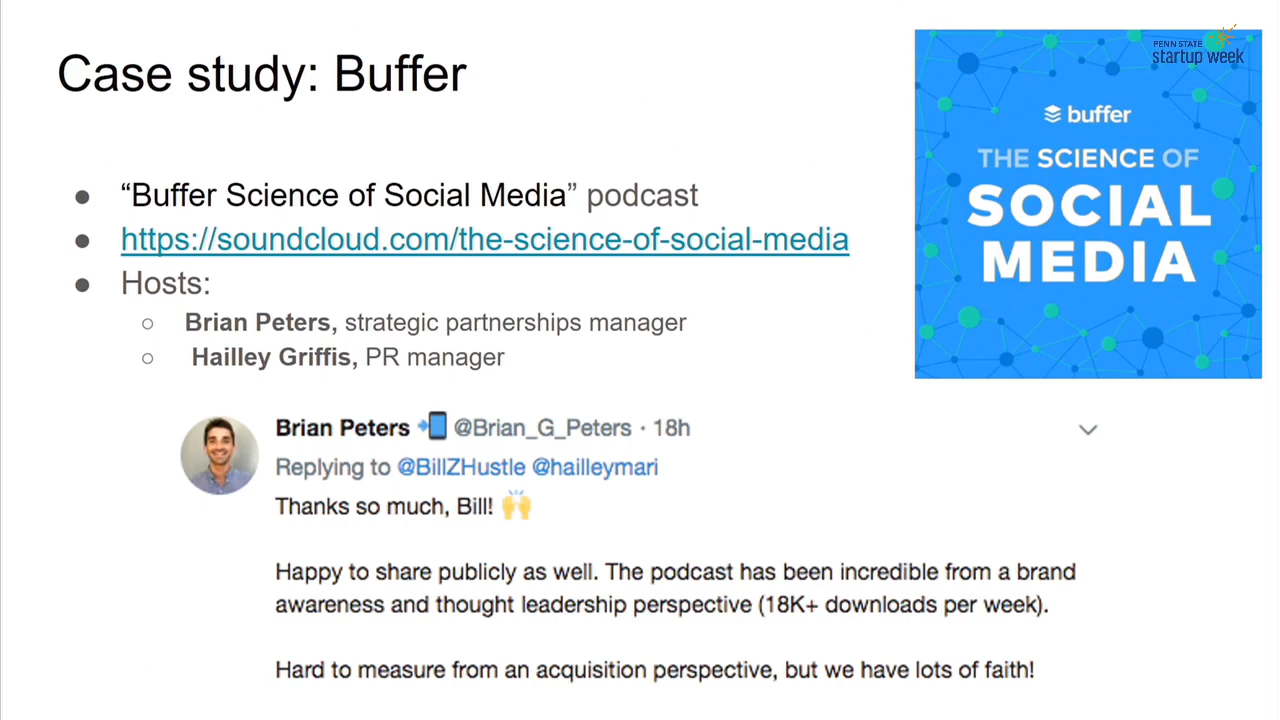 Case study: Buffer
PENN STATE
startup week
buffer
THE SCIENCE OF
SOCIAL
MEDIA
● “Buffer Science of Social Media” podcast
● https://soundcloud.com/the-science-of-social-media
● Hosts:
○ Brian Peters, strategic partnerships manager
○ Hailley Griffis, PR manager
Brian Peters 📲 @Brian_G_Peters · 18h
Replying to @BillZHustle @hailleymari
Thanks so much, Bill! 🙌
Happy to share publicly as well. The podcast has been incredible from a brand
awareness and thought leadership perspective (18K+ downloads per week).
Hard to measure from an acquisition perspective, but we have lots of faith!